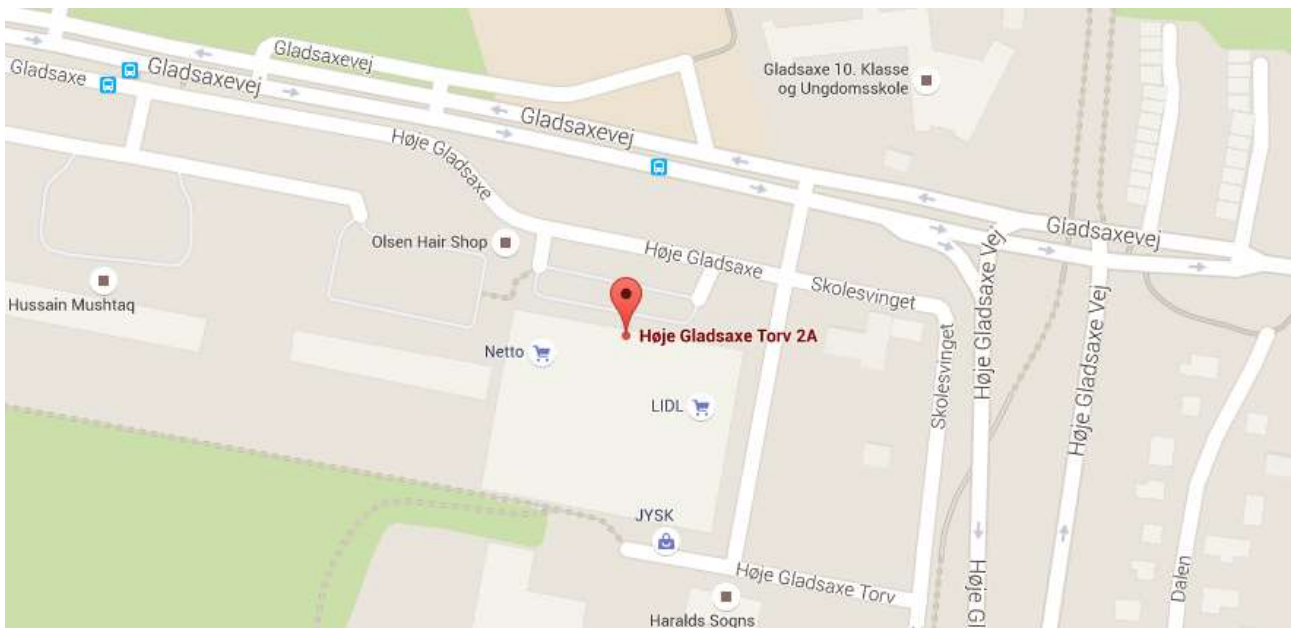 Gladsaxevej
Gladsaxe
Gladsaxevej
Gladsaxe 10. Klasse
og Ungdomsskole
Gladsaxevej
Høje Gladsaxe
Gladsaxevej
Olsen Hair Shop
Høje Gladsaxe
Skolesvinget
Høje Gladsaxe Vej
Hussain Mushtaq
Høje Gladsaxe Torv 2A
Netto
Skolesvinget
Høje Gladsaxe Vej
LIDL
JYSK
Høje Gladsaxe Torv
Høje Gl
Dalen
Haralds Sogns